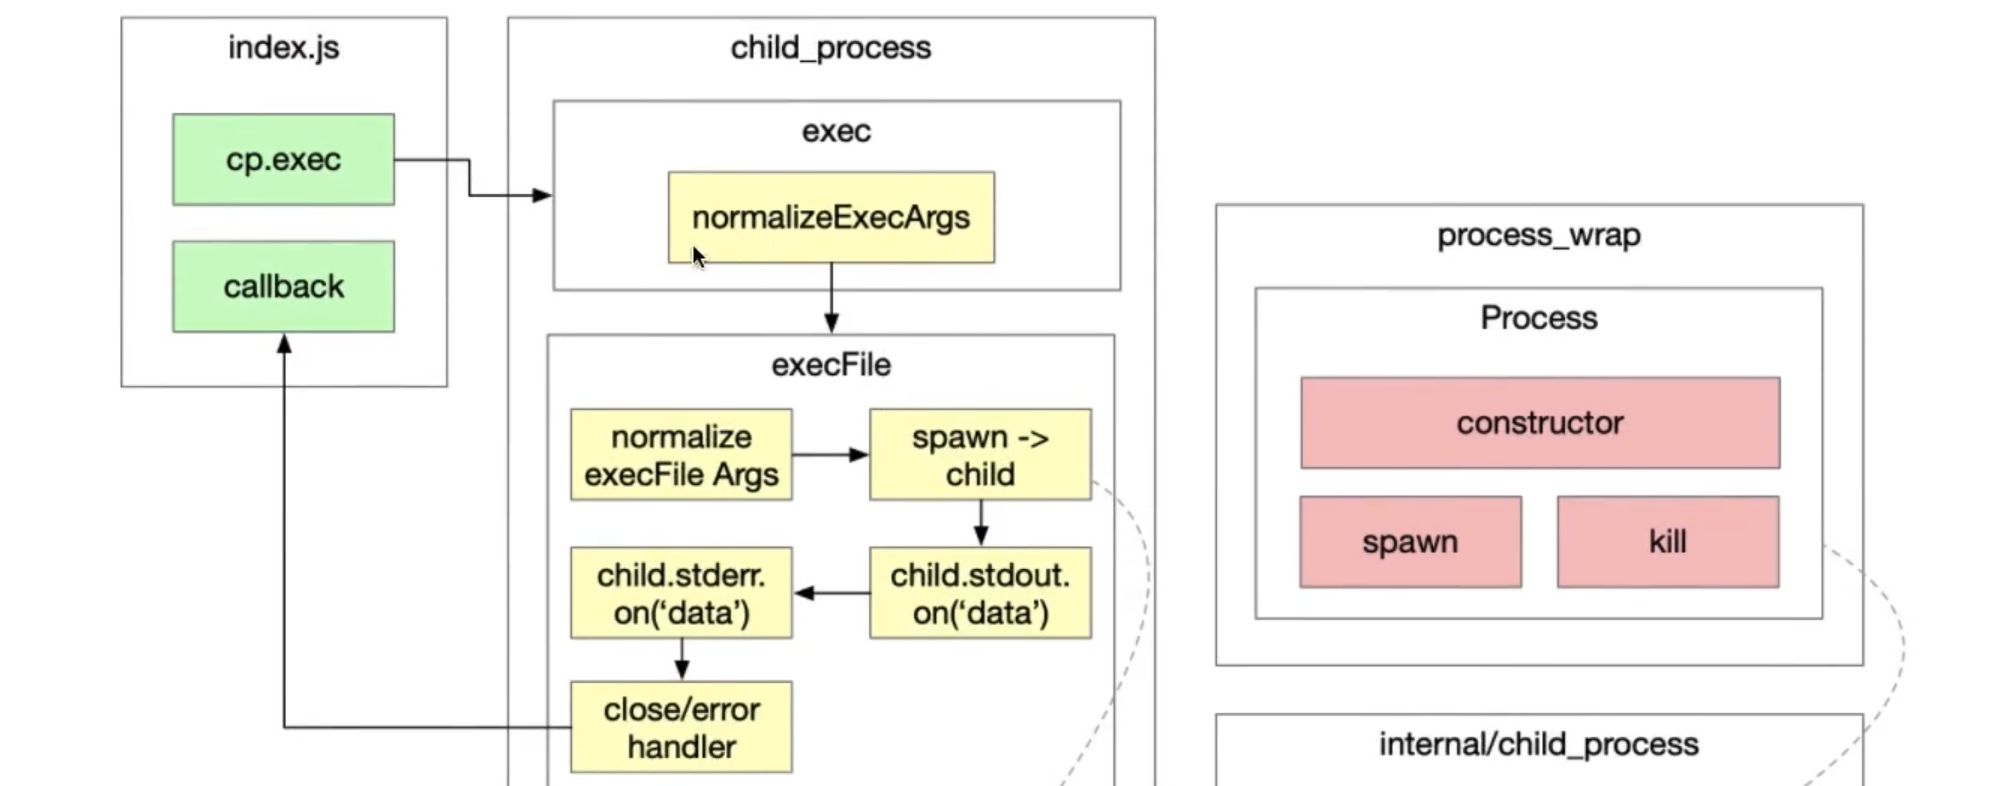 index.js
cp.exec
callback
child_process
exec
normalizeExecArgs
execFile
normalize
execFile Args
spawn ->
child
child.stderr.
on(‘data’)
child.stdout.
on(‘data’)
close/error
handler
process_wrap
Process
constructor
spawn
kill
internal/child_process